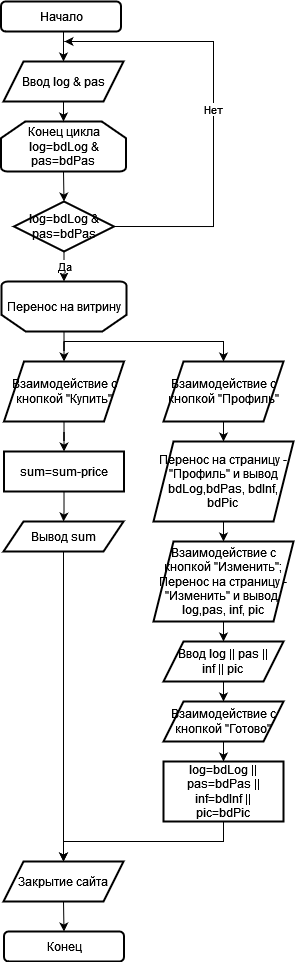 Начало
Ввод log & pas
Нет
Конец цикла
log=bdLog &
pas=bdPas
log=bdLog &
pas=bdPas
Да
Перенос на витрину
Взаимодействие с
кнопкой "Купить"
sum=sum-price
Вывод sum
Взаимодействие с
кнопкой "Профиль"
Перенос на страницу -
"Профиль" и вывод
bdLog,bdPas, bdInf,
bdPic
Взаимодействие с
кнопкой "Изменить";
Перенос на страницу -
"Изменить" и вывод
log,pas, inf, pic
Ввод log || pas ||
inf || pic
Взаимодействие с
кнопкой "Готово"
log=bdLog ||
pas=bdPas ||
inf=bdInf ||
pic=bdPic
Закрытие сайта
Конец